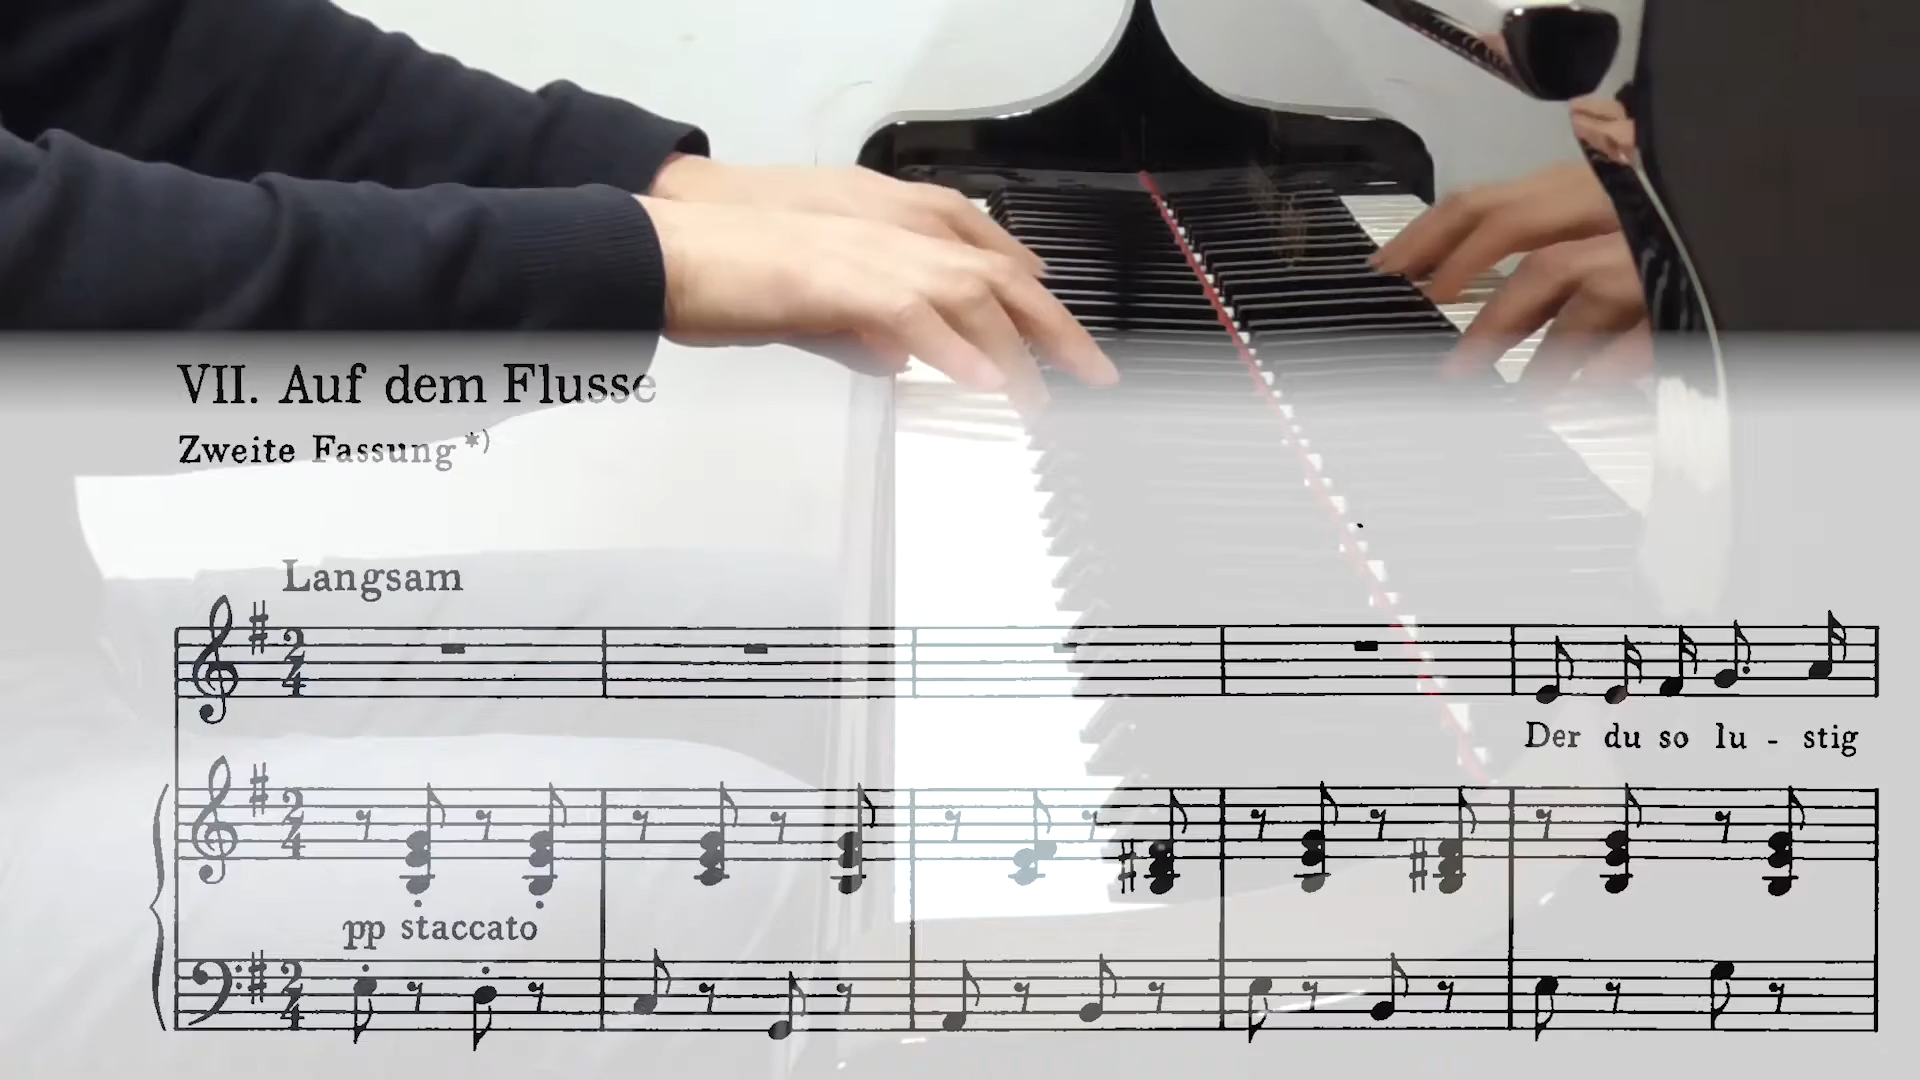 VII. Auf dem Flusse
Zweite Fassung *)
Langsam
Der du so lu - stig
pp staccato